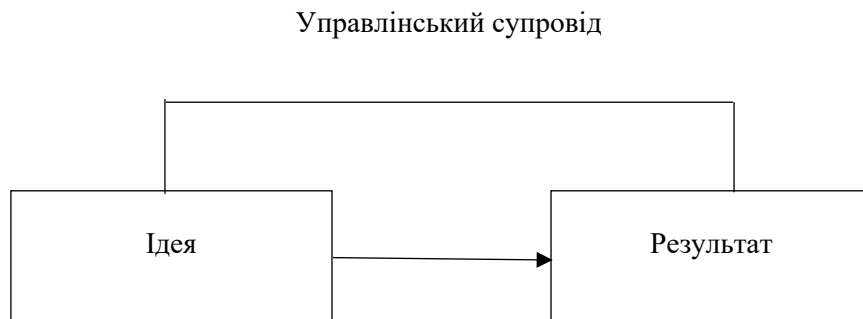 Управлінський супровід
Ідея
Результат